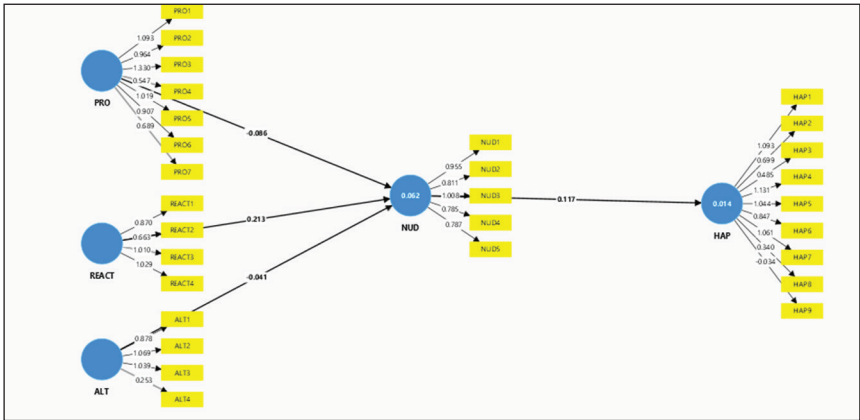 PRO1
1.093
PRO2
0.964
PRO3
1.330
PRO4
0.547
PRO5
1.019
PRO6
0.907
PRO7
0.689
PRO
-0.086
REACT1
0.870
REACT2
0.663
REACT3
1.010
REACT4
1.029
REACT
0.213
ALT1
0.878
ALT2
1.069
ALT3
1.039
ALT4
0.253
ALT
-0.041
0.062
NUD
NUD1
0.955
NUD2
0.811
NUD3
1.008
NUD4
0.785
NUD5
0.787
0.117
0.014
HAP
HAP1
1.093
HAP2
0.699
HAP3
0.485
HAP4
1.131
HAP5
1.044
HAP6
0.847
HAP7
1.061
HAP8
0.340
HAP9
-0.034